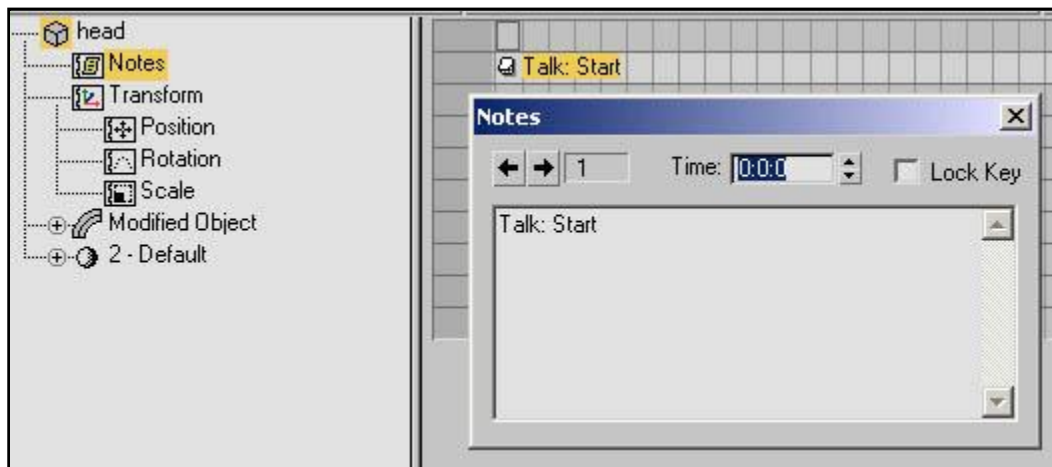 head
Notes
Transform
Position
Rotation
Scale
Modified Object
2 - Default
Talk: Start
Notes
1
Time: 0:0:0
Lock Key
Talk: Start